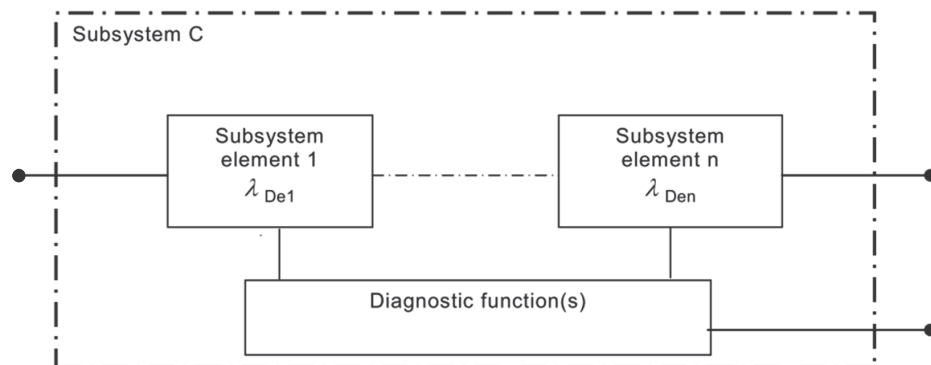 Subsystem C
Subsystem
element 1
λ De1
Subsystem
element n
λ Den
Diagnostic function(s)